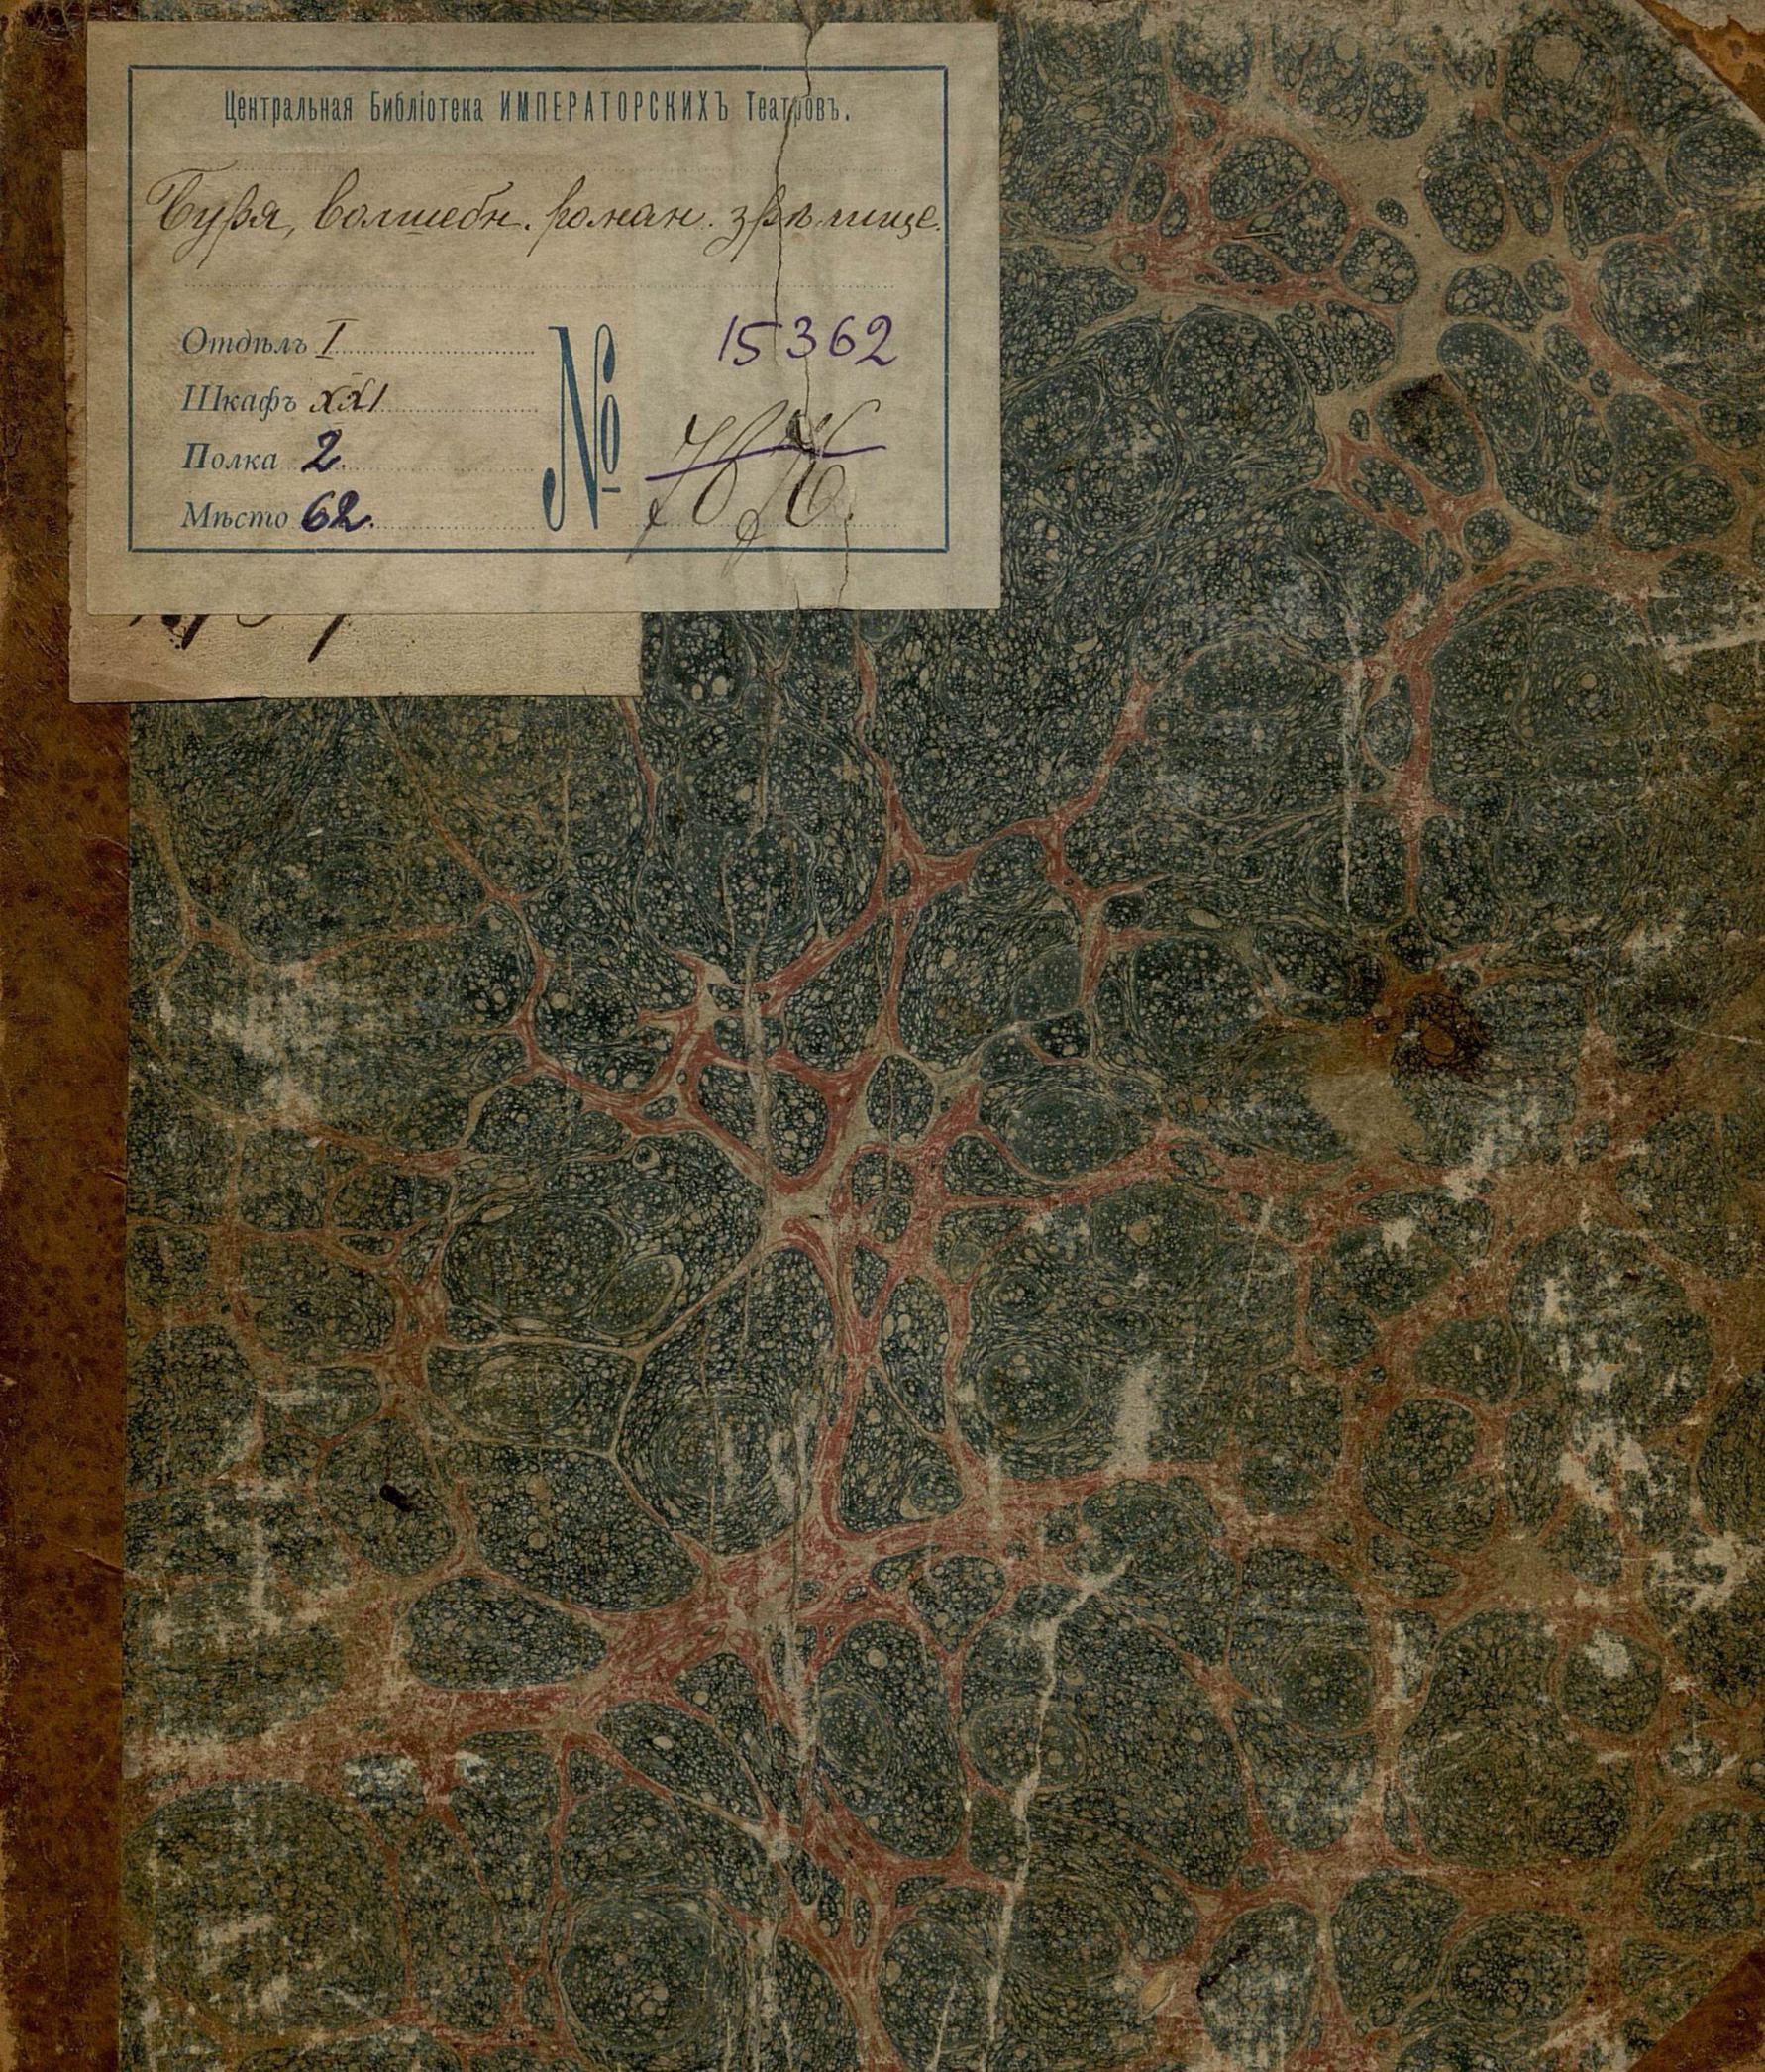 Центральная Библіотека ИМПЕРАТОРСКИХЪ Театровъ.
Буря, волшебн. роман. зрѣлище.
Отдѣлъ I
Шкафъ XXI
Полка 2.
Мѣсто 62.
№ 15362